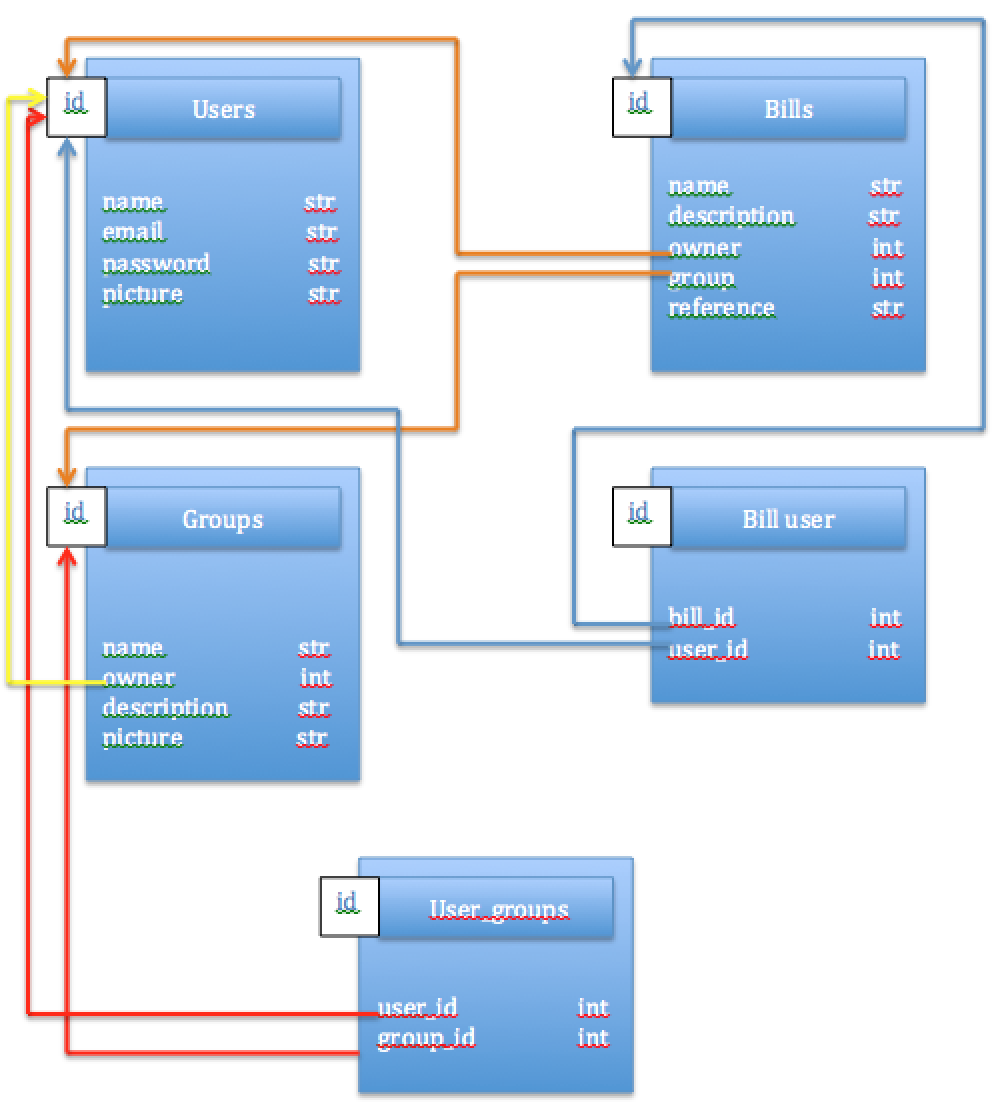 id
Users
name str
email str
password str
picture str
id
Bills
name str
description str
owner int
group int
reference str
id
Groups
name str
owner int
description str
picture str
id
Bill user
bill_id int
user_id int
id
User_groups
user_id int
group_id int